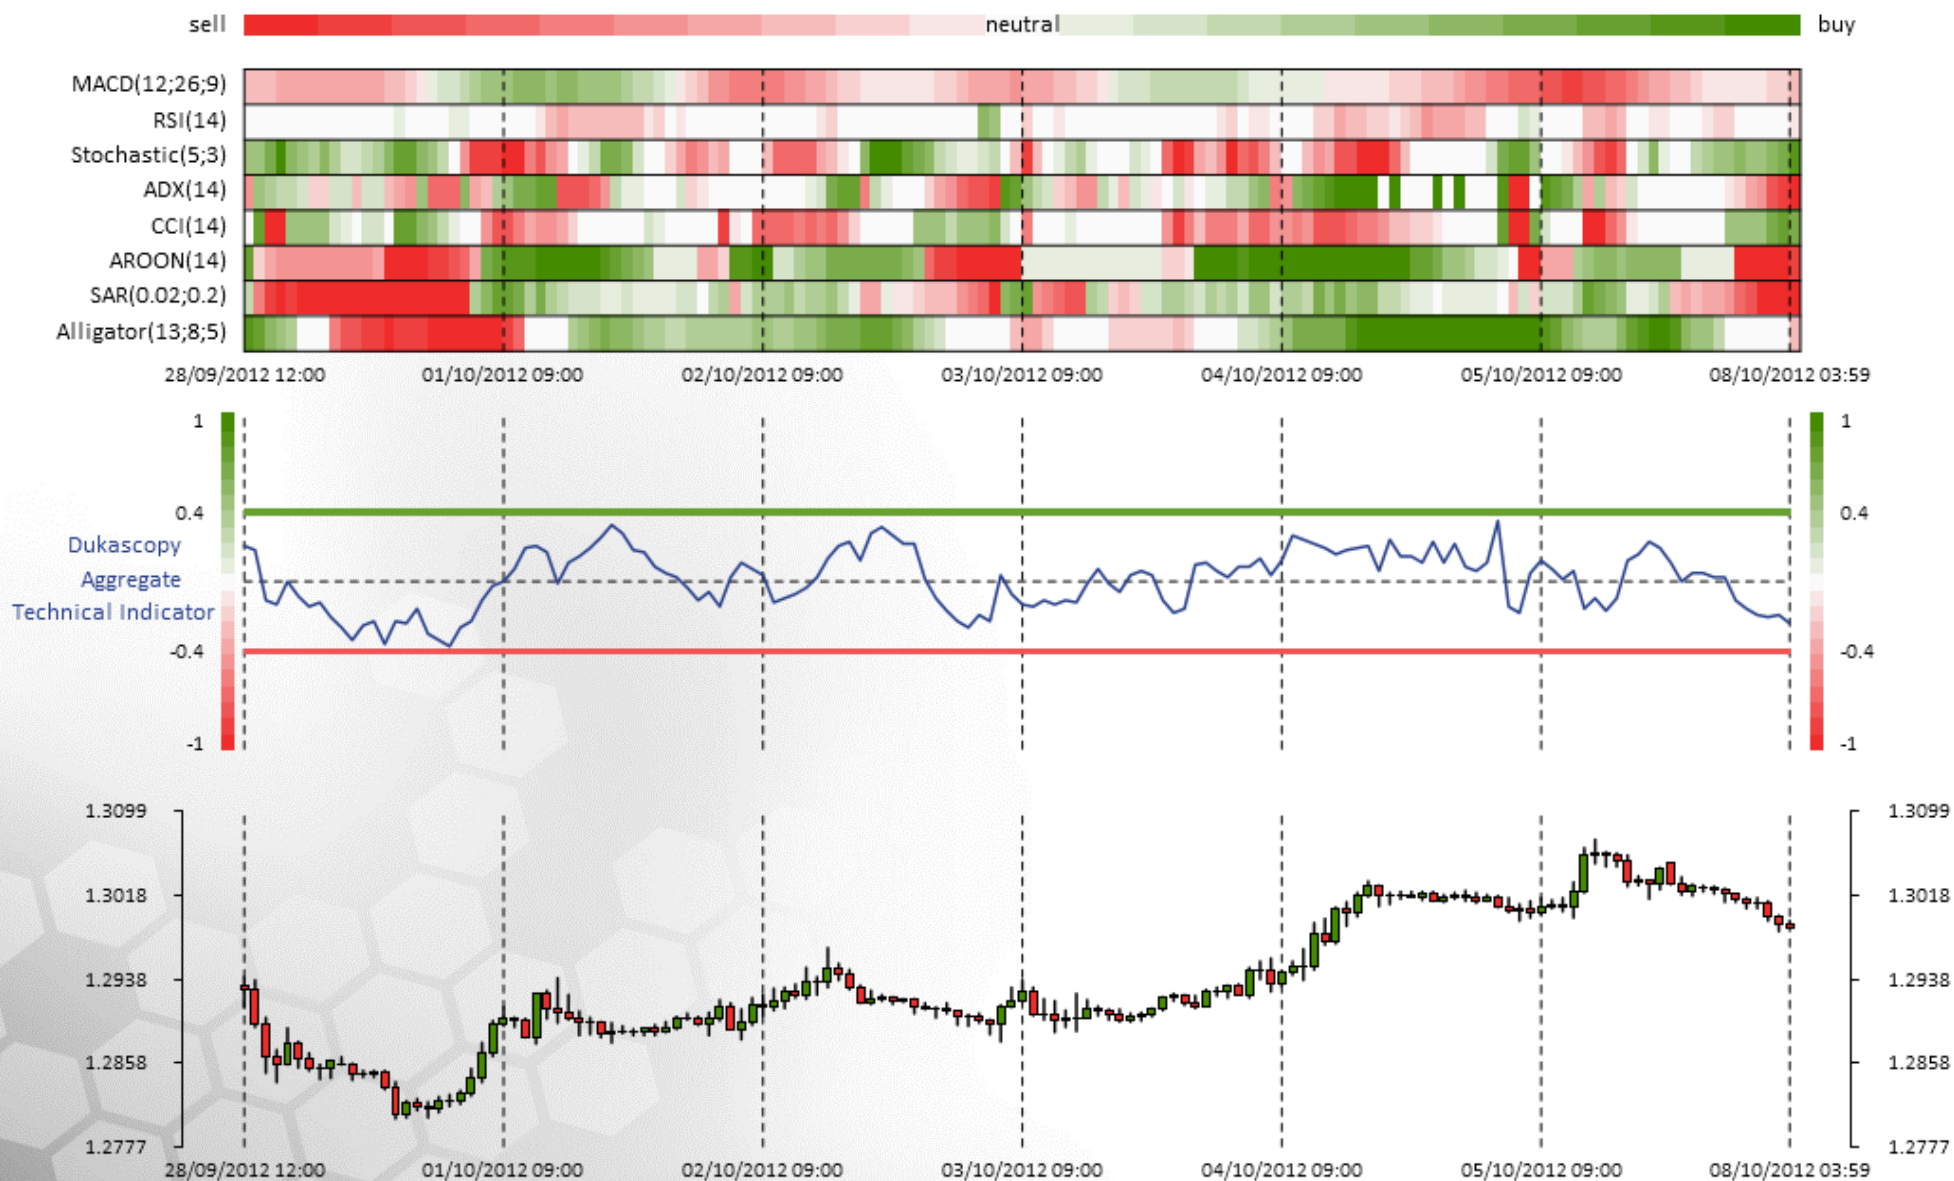 sell neutral buy
MACD(12;26;9)
RSI(14)
Stochastic(5;3)
ADX(14)
CCI(14)
AROON(14)
SAR(0.02;0.2)
Alligator(13;8;5)
28/09/2012 12:00 01/10/2012 09:00 02/10/2012 09:00 03/10/2012 09:00 04/10/2012 09:00 05/10/2012 09:00 08/10/2012 03:59
1 1
0.4 0.4
Dukascopy
Aggregate
Technical Indicator
-0.4 -0.4
-1 -1
1.3099 1.3099
1.3018 1.3018
1.2938 1.2938
1.2858 1.2858
1.2777 1.2777
28/09/2012 12:00 01/10/2012 09:00 02/10/2012 09:00 03/10/2012 09:00 04/10/2012 09:00 05/10/2012 09:00 08/10/2012 03:59